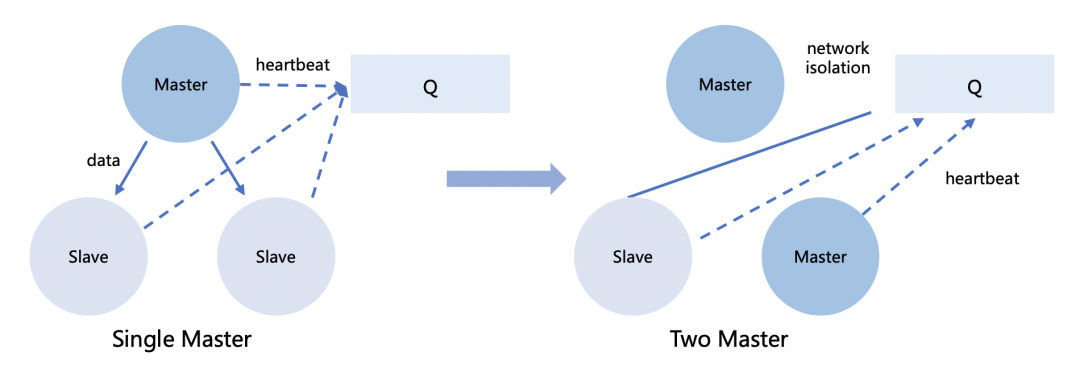 Master
heartbeat
Q
data
Slave
Slave
Single Master
Master
network
isolation
Q
heartbeat
Slave
Master
Two Master